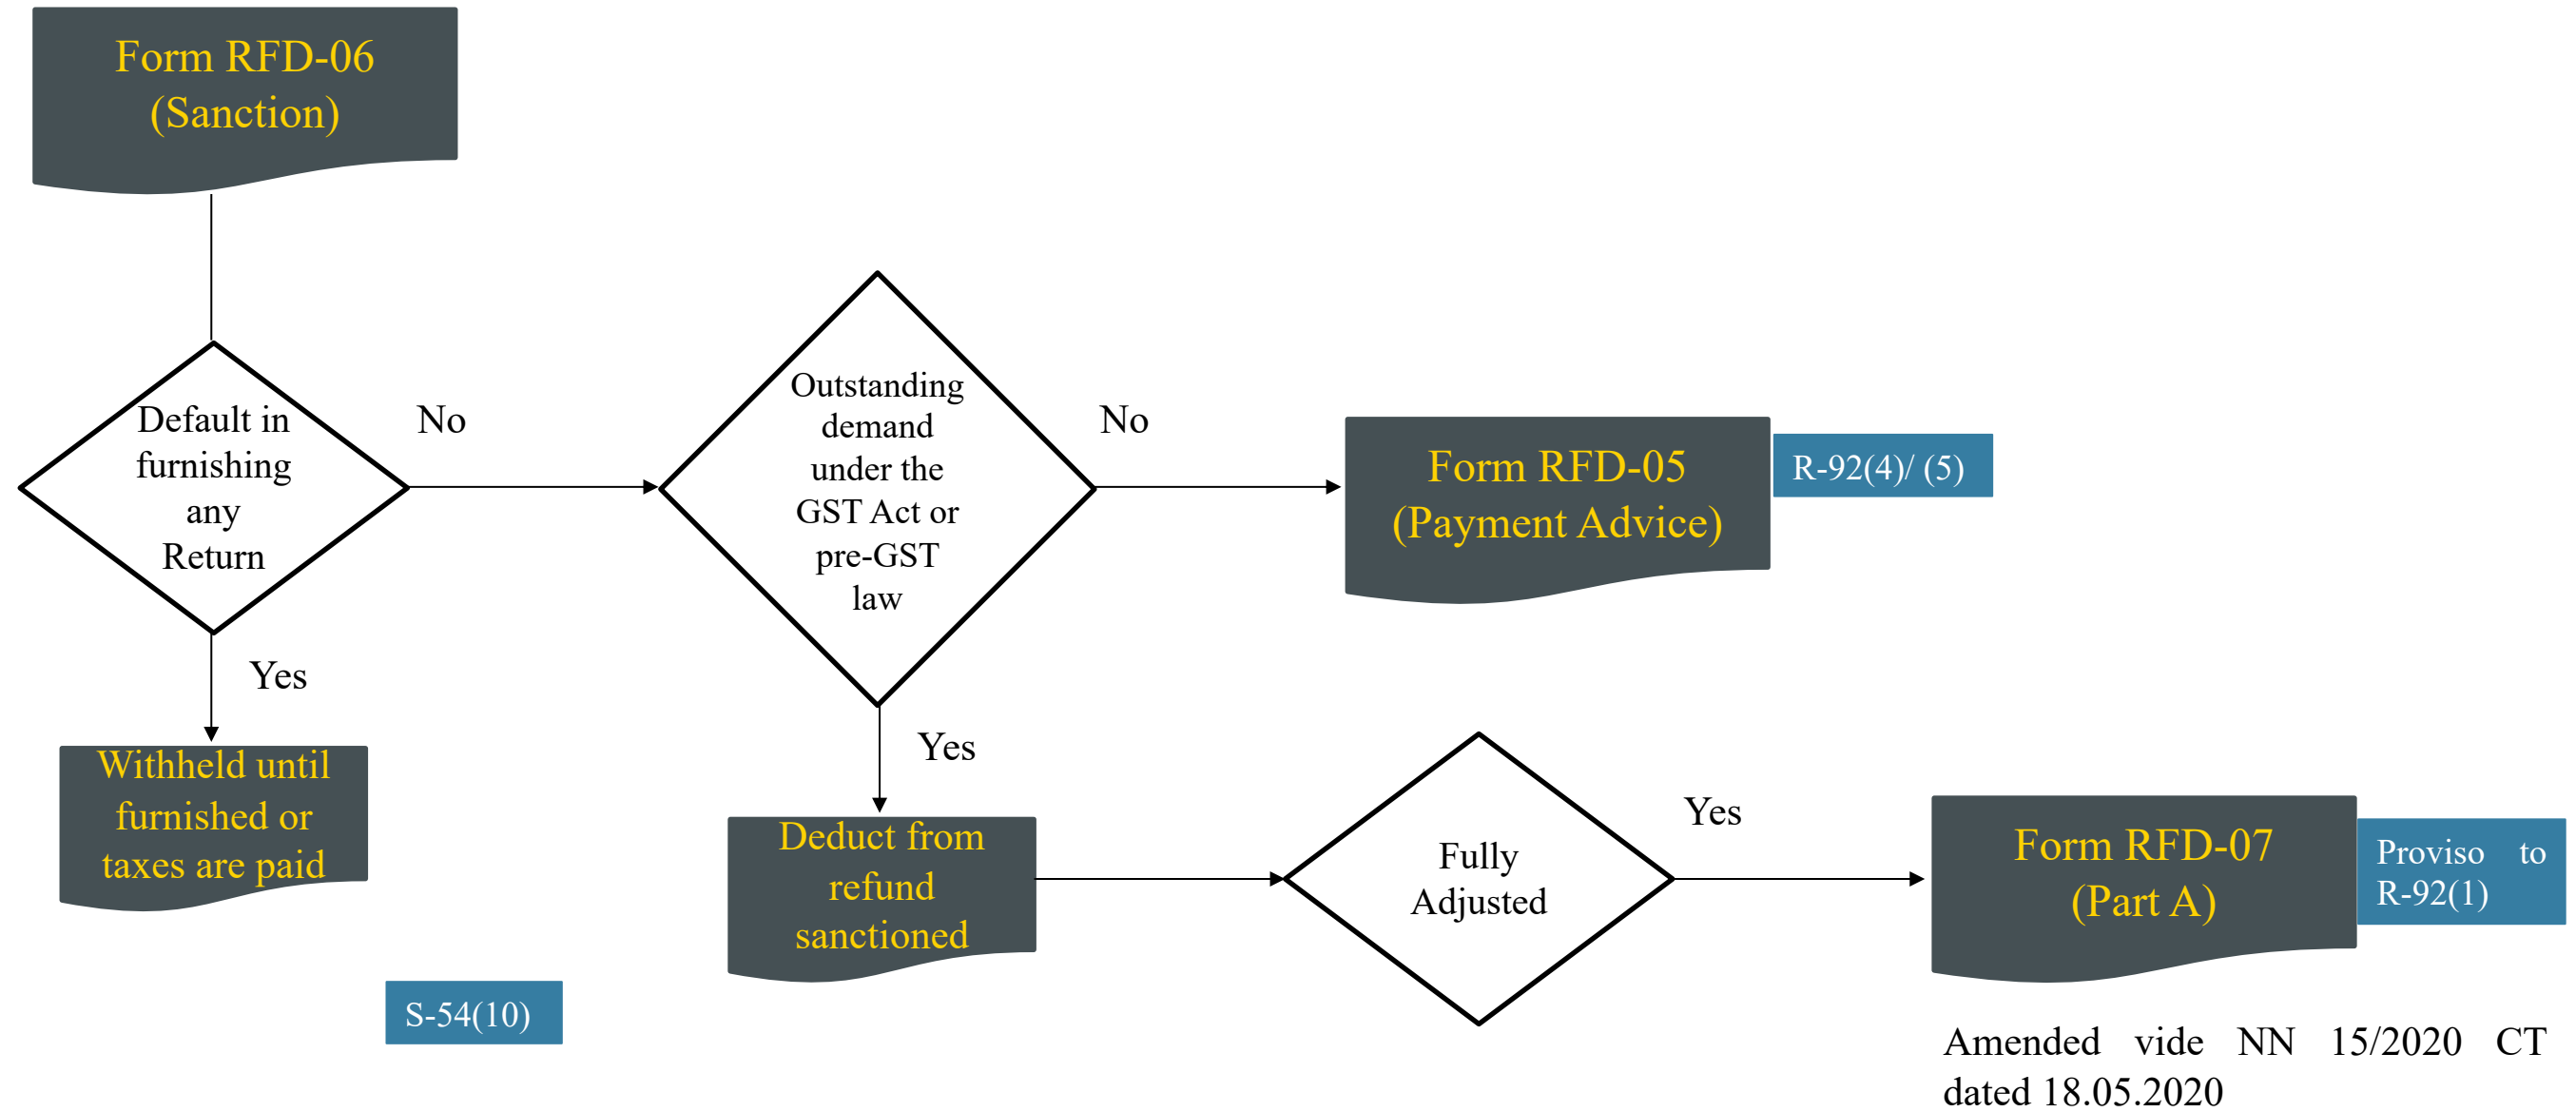 Form RFD-06
(Sanction)
Default in
furnishing
any
Return
No
Outstanding
demand
under the
GST Act or
pre-GST
law
No
Form RFD-05
(Payment Advice)
R-92(4)/ (5)
Yes
Withheld until
furnished or
taxes are paid
Yes
Deduct from
refund
sanctioned
Fully
Adjusted
Yes
Form RFD-07
(Part A)
Proviso to
R-92(1)
S-54(10)
Amended vide NN 15/2020 CT
dated 18.05.2020